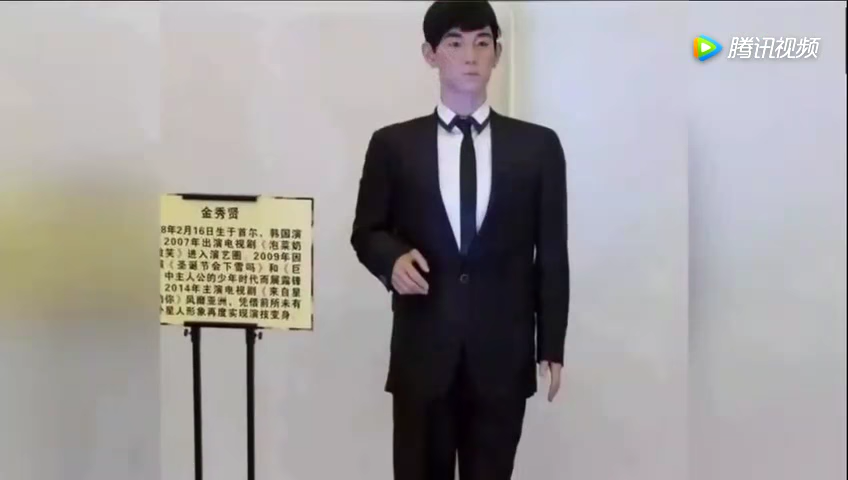 腾讯视频
金秀贤
8年2月16日生于首尔、韩国演
2007年出演电视剧《泡菜奶
微笑》进入演艺圈 2009年因
《圣诞节会下雪吗》和《巨
中主人公的少年时代而展露锋
2014年主演电视剧《来自星
的你》风靡亚洲、凭借前所未有
外星人形象再度实现演技变身